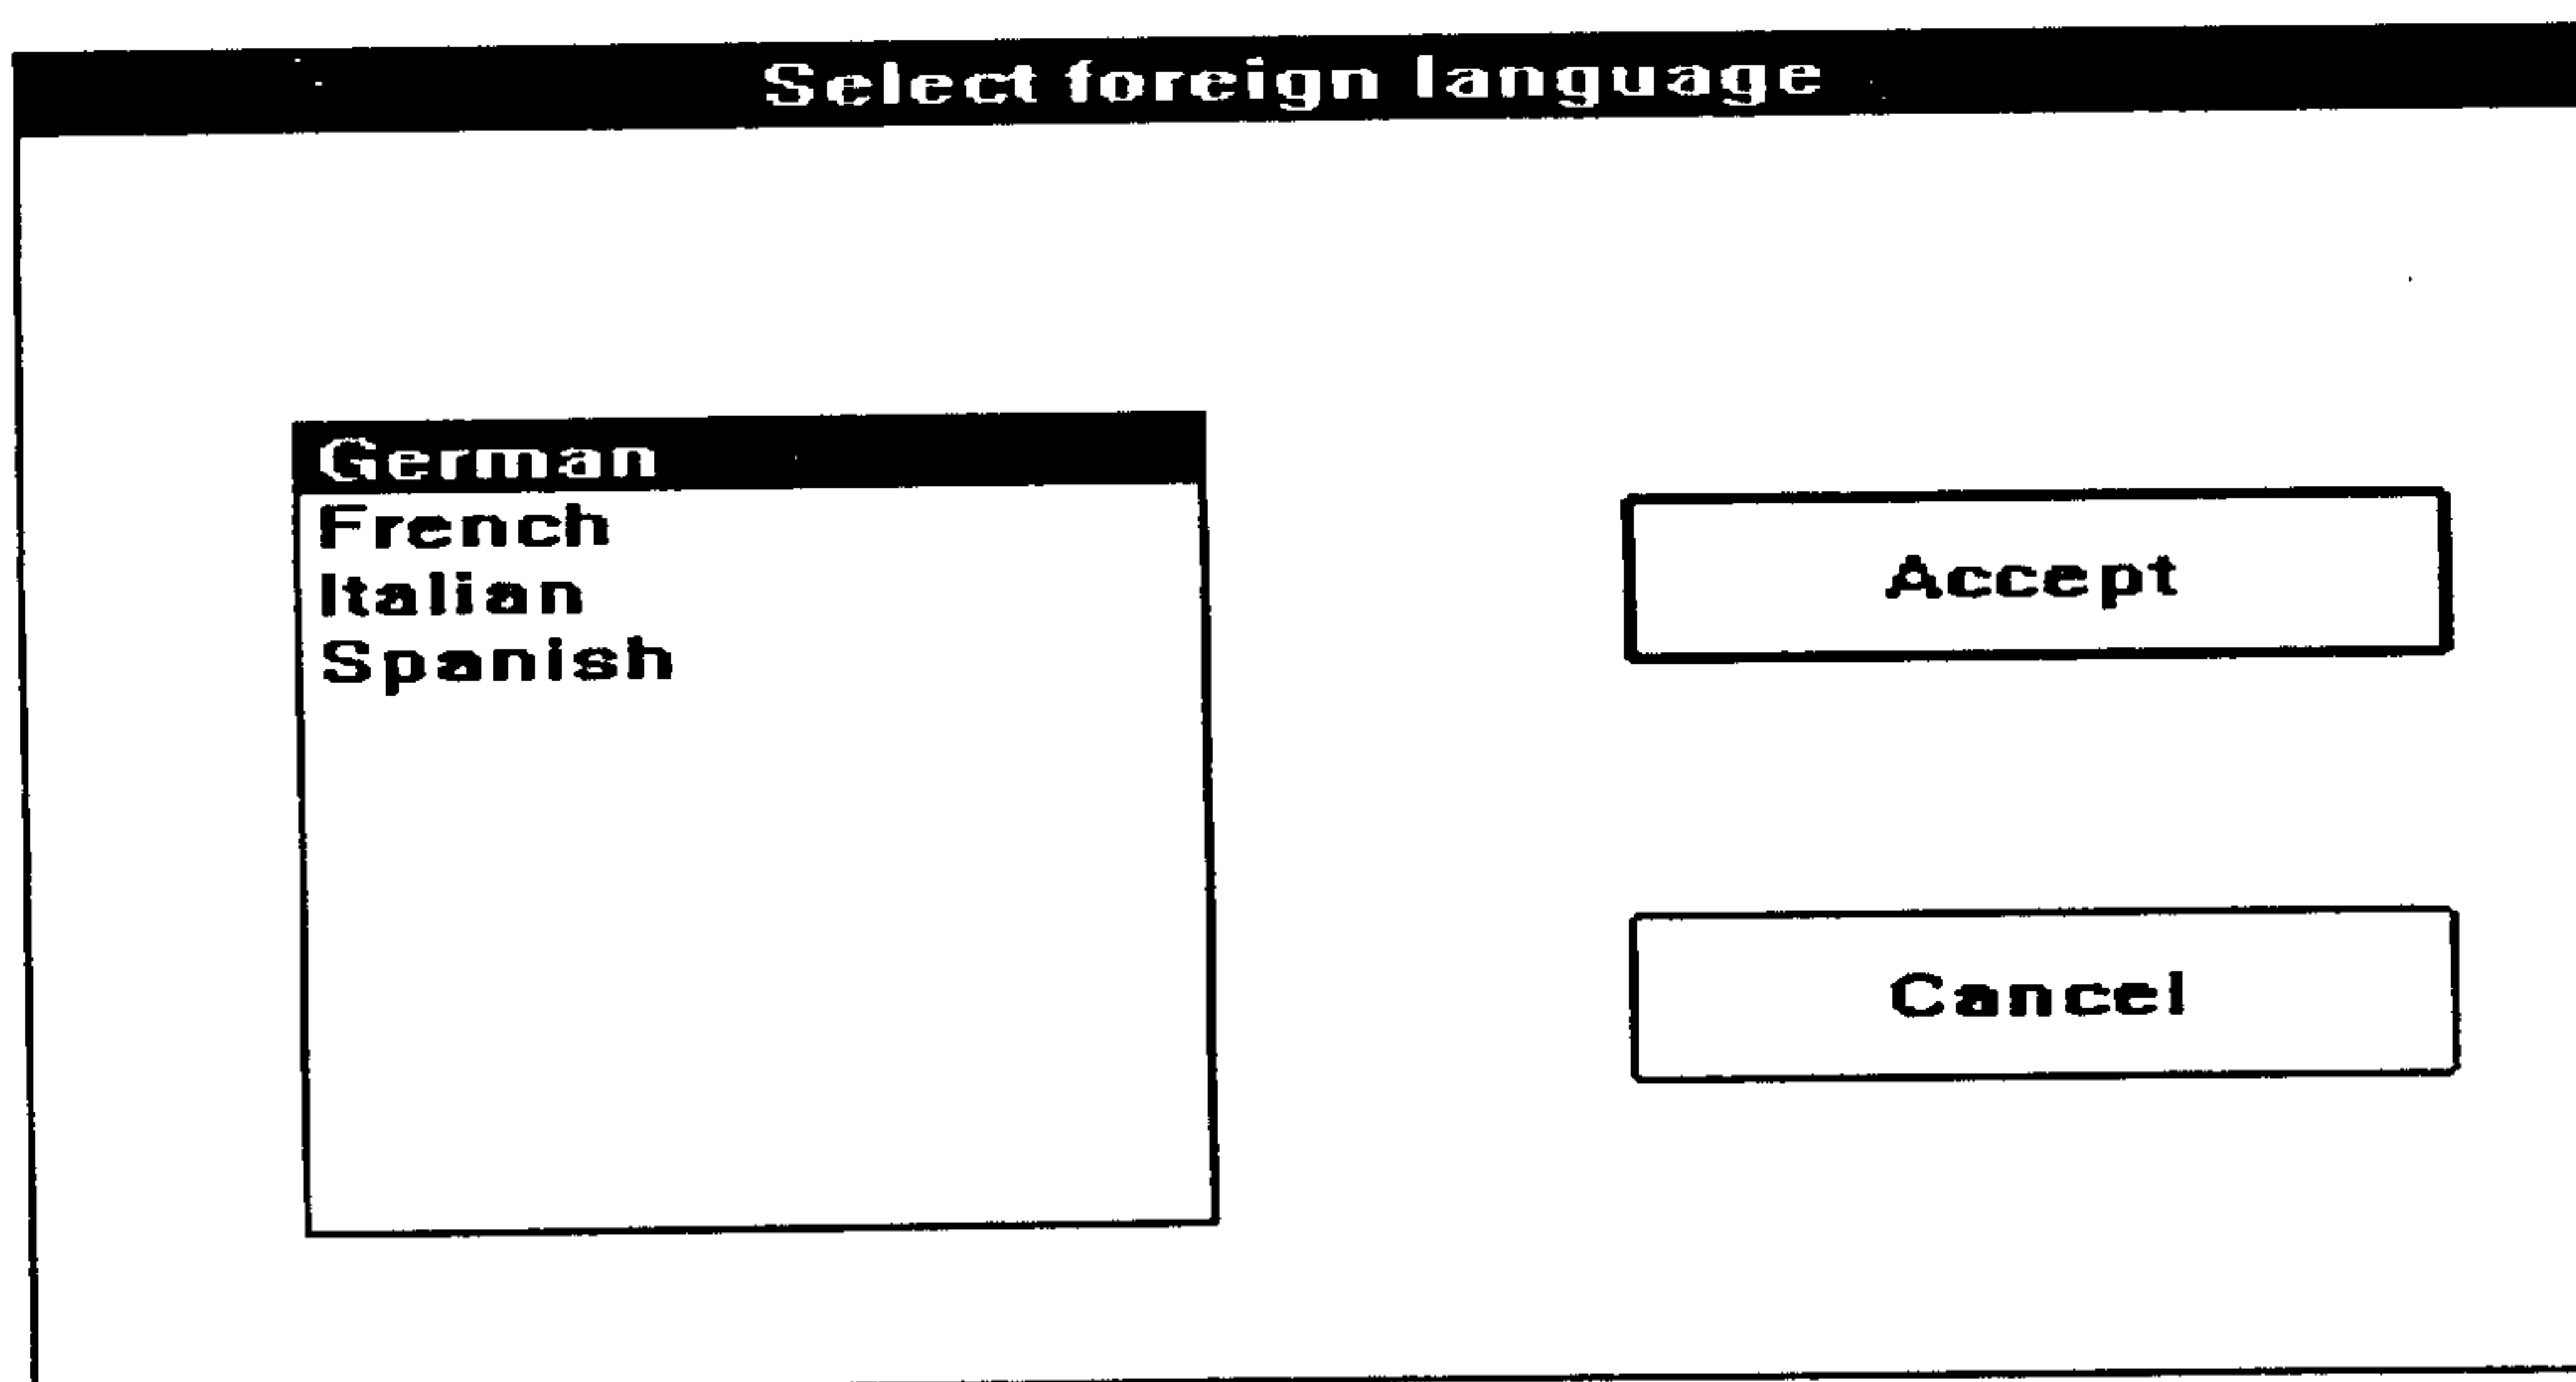 Select foreign language
German
French
Italian
Spanish
Accept
Cancel